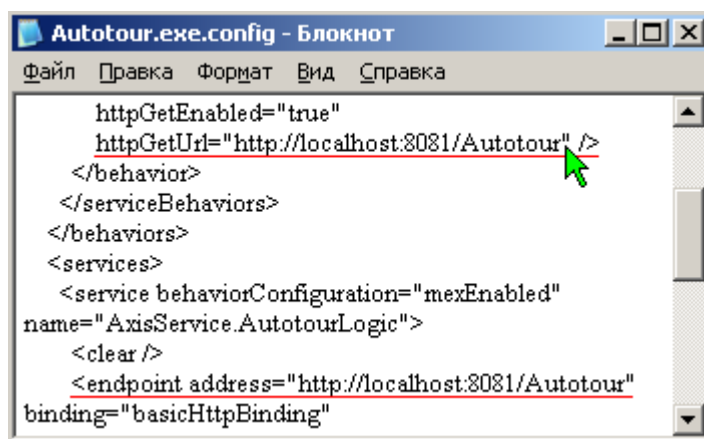 Autotour.exe.config - Блокнот
Файл Правка Формат Вид Справка
httpGetEnabled="true"
httpGetUrl="http://localhost:8081/Autotour" />
</behavior>
</serviceBehaviors>
</behaviors>
<services>
<service behaviorConfiguration="mexEnabled"
name="AxisService.AutotourLogic">
<clear />
<endpoint address="http://localhost:8081/Autotour"
binding="basicHttpBinding"